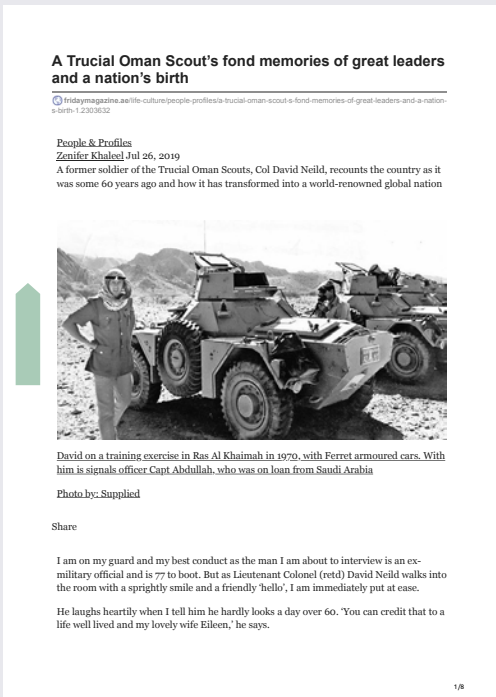 A Trucial Oman Scout's fond memories of great leaders
and a nation's birth
fridaymagazine.ae/life-culture/people-profiles/a-trucial-oman-scout-s-fond-memories-of-great-leaders-and-a-nation-
s-birth-1.2303632
People & Profiles
Zenifer Khaleel Jul 26, 2019
A former soldier of the Trucial Oman Scouts, Col David Neild, recounts the country as it
was some 60 years ago and how it has transformed into a world-renowned global nation
David on a training exercise in Ras Al Khaimah in 1970, with Ferret armoured cars. With
him is signals officer Capt Abdullah, who was on loan from Saudi Arabia
Photo by: Supplied
Share
I am on my guard and my best conduct as the man I am about to interview is an ex-
military official and is 77 to boot. But as Lieutenant Colonel (retd) David Neild walks into
the room with a sprightly smile and a friendly 'hello', I am immediately put at ease.
He laughs heartily when I tell him he hardly looks a day over 60. 'You can credit that to a
life well lived and my lovely wife Eileen,' he says.
1/8